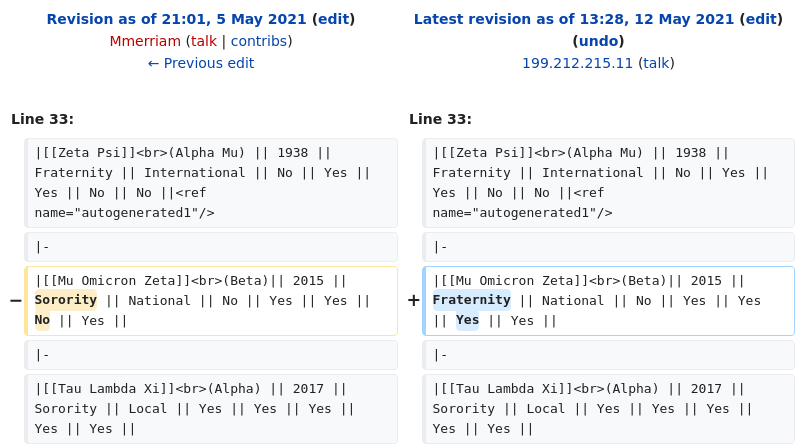 Revision as of 21:01, 5 May 2021 (edit)
Mmerriam (talk | contribs)
← Previous edit
Latest revision as of 13:28, 12 May 2021 (edit)
(undo)
199.212.215.11 (talk)
Line 33:
|[[Zeta Psi]]<br>(Alpha Mu) || 1938 ||
Fraternity || International || No || Yes ||
Yes || No || No ||<ref
name="autogenerated1"/>
|-
− |[[Mu Omicron Zeta]]<br>(Beta)|| 2015 ||
Sorority || National || No || Yes || Yes ||
No || Yes ||
|-
|[[Tau Lambda Xi]]<br>(Alpha) || 2017 ||
Sorority || Local || Yes || Yes || Yes ||
Yes || Yes ||
Line 33:
|[[Zeta Psi]]<br>(Alpha Mu) || 1938 ||
Fraternity || International || No || Yes ||
Yes || No || No ||<ref
name="autogenerated1"/>
|-
+ |[[Mu Omicron Zeta]]<br>(Beta)|| 2015 ||
Fraternity || National || No || Yes || Yes
|| Yes || Yes ||
|-
|[[Tau Lambda Xi]]<br>(Alpha) || 2017 ||
Sorority || Local || Yes || Yes || Yes ||
Yes || Yes ||